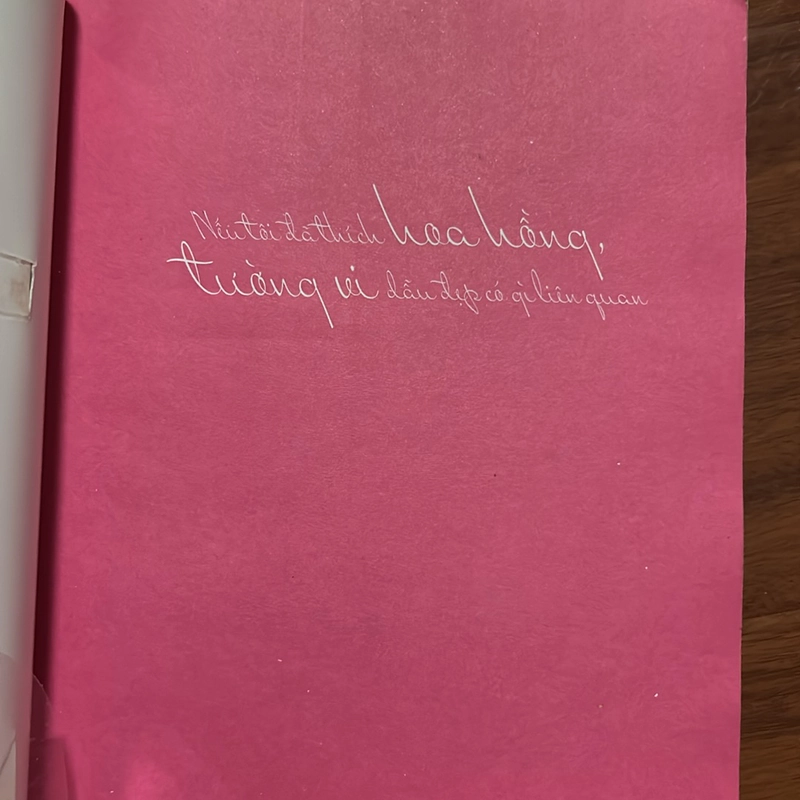 Nếu tôi đã thích hoa hồng,
tường vi dẫu đẹp có gì liên quan